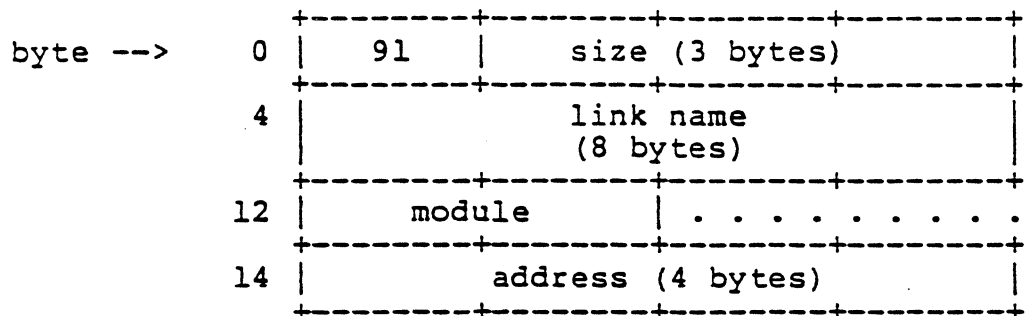 +---------+---------+---------+---------+
byte --> 0 | 91 | size (3 bytes) |
+---------+---------+---------+---------+
4 | link name
(8 bytes) |
+---------+---------+---------+---------+
12 | module | . . . . . . . . .
+---------+---------+---------+---------+
14 | address (4 bytes) |
+---------+---------+---------+---------+